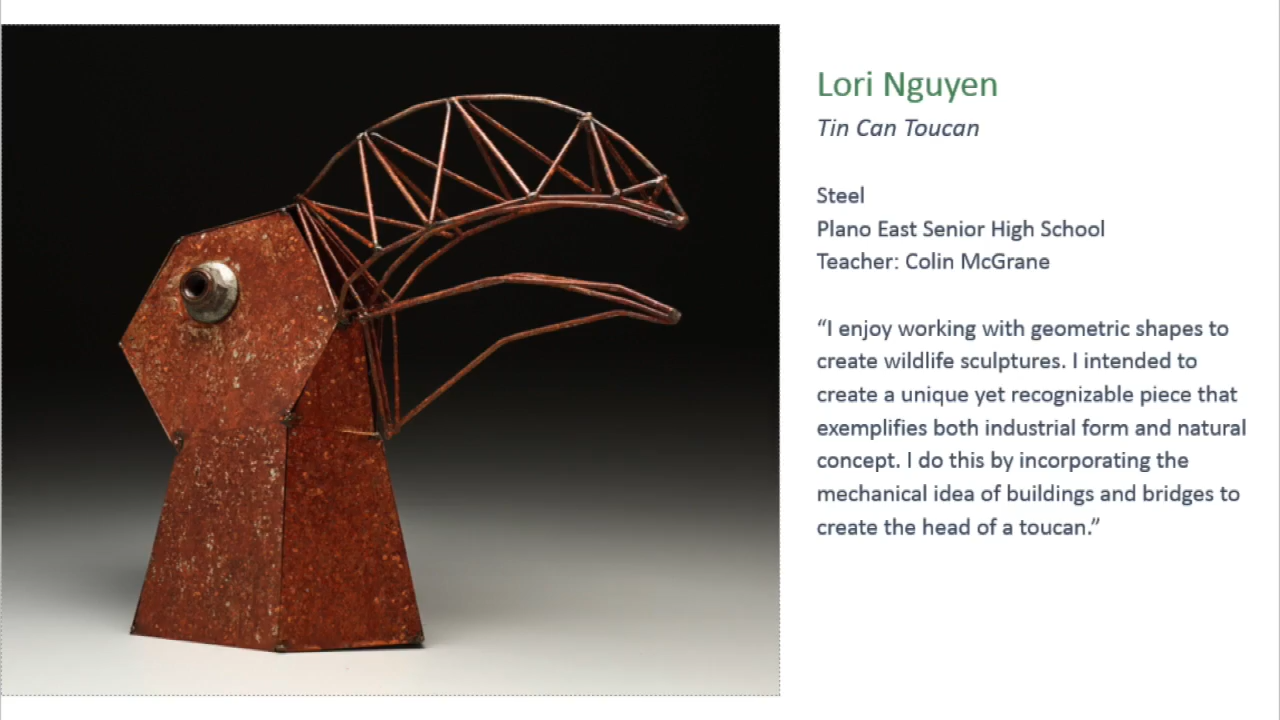 Lori Nguyen
Tin Can Toucan
Steel
Plano East Senior High School
Teacher: Colin McGrane
“I enjoy working with geometric shapes to
create wildlife sculptures. I intended to
create a unique yet recognizable piece that
exemplifies both industrial form and natural
concept. I do this by incorporating the
mechanical idea of buildings and bridges to
create the head of a toucan.”